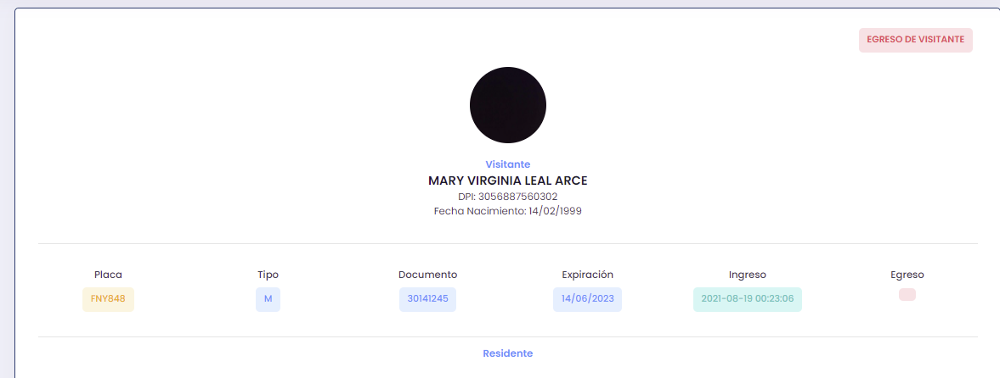 EGRESO DE VISITANTE
Visitante
MARY VIRGINIA LEAL ARCE
DPI: 3056887560302
Fecha Nacimiento: 14/02/1999
Placa Tipo Documento Expiración Ingreso Egreso
FNY848 M 30141245 14/06/2023 2021-08-19 00:23:06
Residente